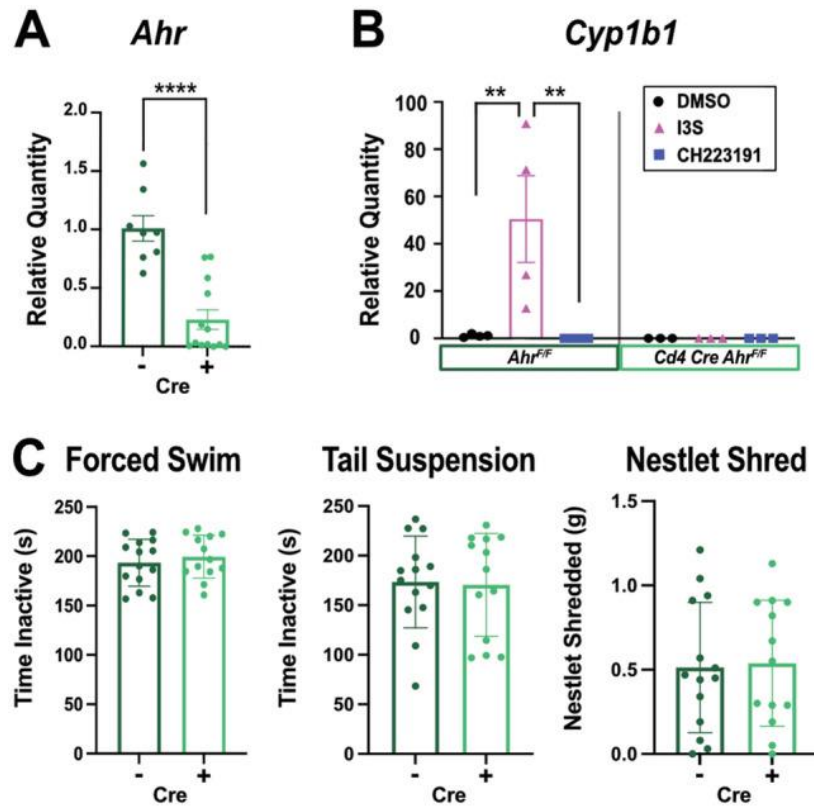 A Ahr
****
Relative Quantity
2.0
1.5
1.0
0.5
0.0
- +
Cre
B Cyp1b1
** **
DMSO
I3S
CH223191
Relative Quantity
100
80
60
40
20
0
Ahr^F/F
Cd4 Cre Ahr^F/F
C Forced Swim
Time Inactive (s)
250
200
150
100
50
0
- +
Cre
Tail Suspension
Time Inactive (s)
250
200
150
100
50
0
- +
Cre
Nestlet Shred
Nestlet Shredded (g)
1.5
1.0
0.5
0.0
- +
Cre